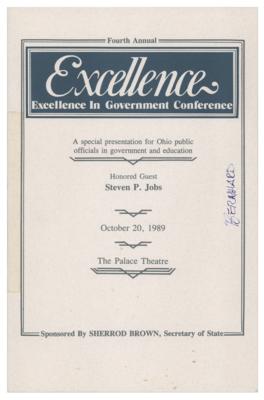 Fourth Annual
Excellence
Excellence In Government Conference
A special presentation for Ohio public
officials in government and education
Honored Guest
Steven P. Jobs
October 20, 1989
The Palace Theatre
Sponsored By SHERROD BROWN, Secretary of State
BERNHARD